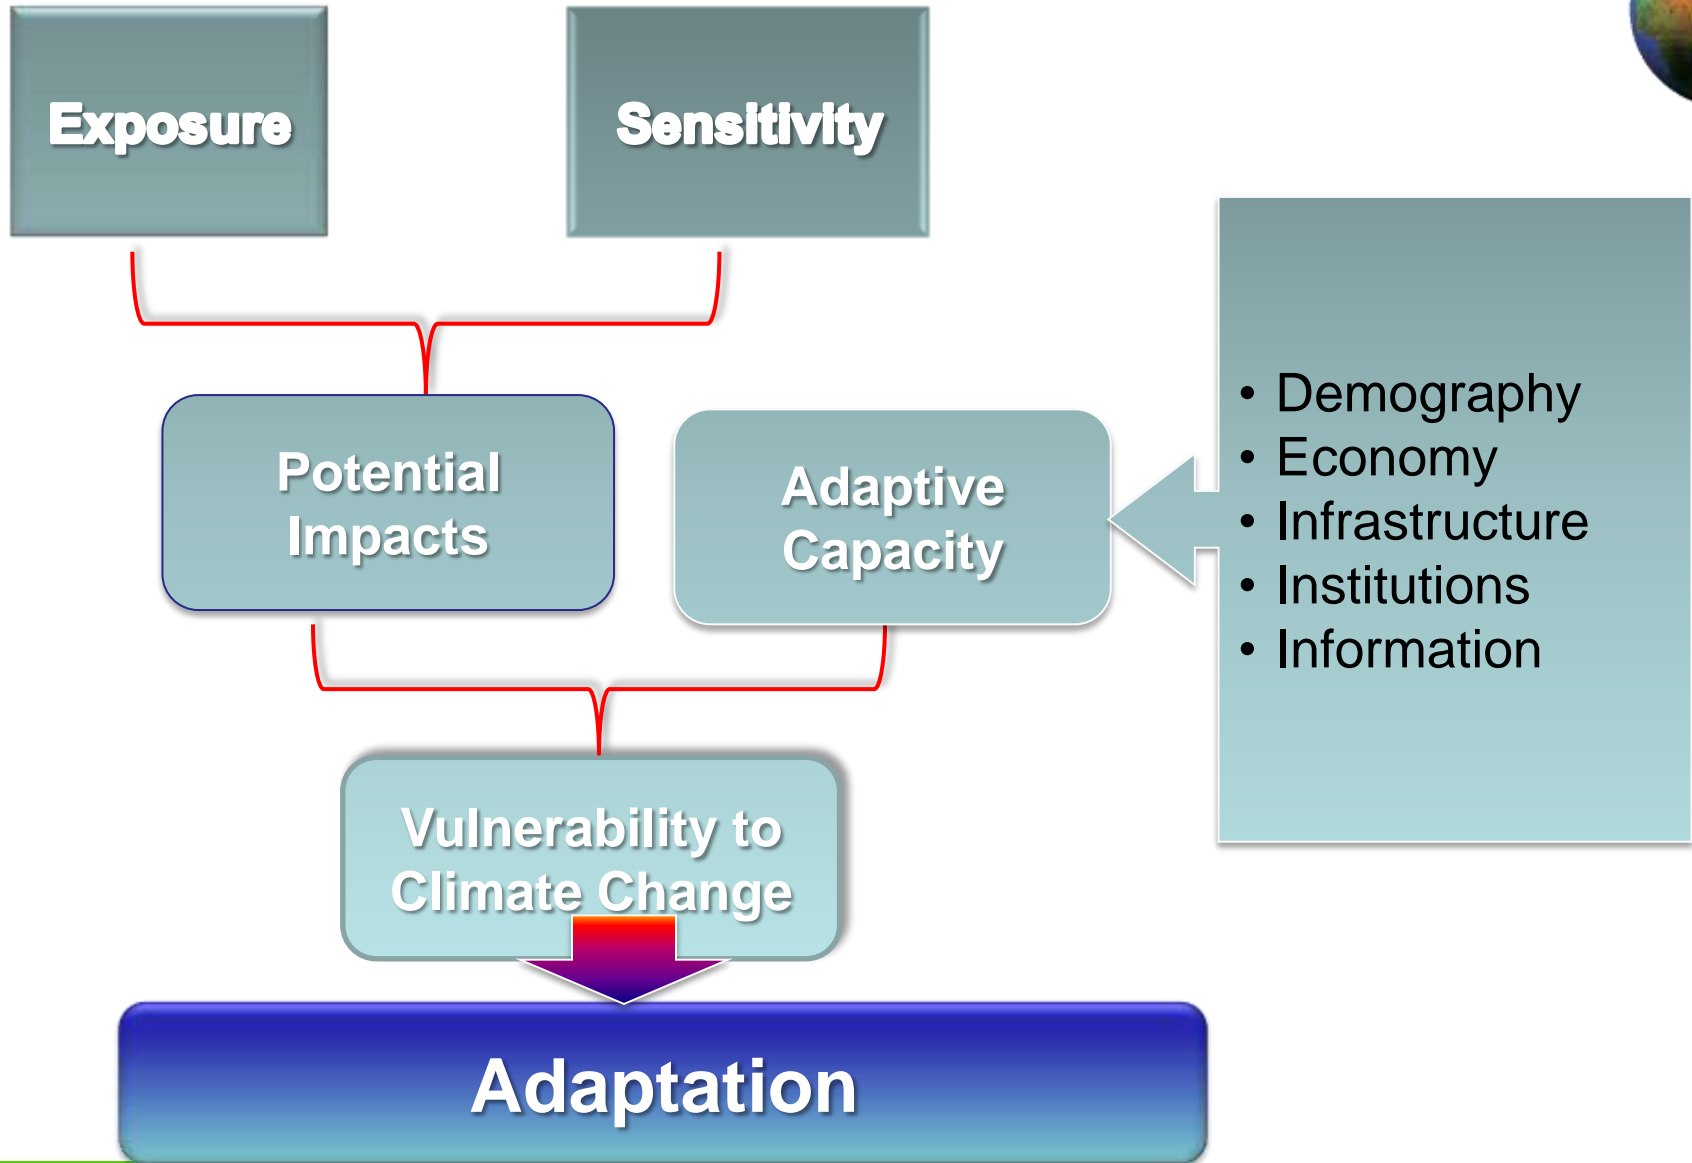 Exposure
Sensitivity
Potential
Impacts
Adaptive
Capacity
• Demography
• Economy
• Infrastructure
• Institutions
• Information
Vulnerability to
Climate Change
Adaptation